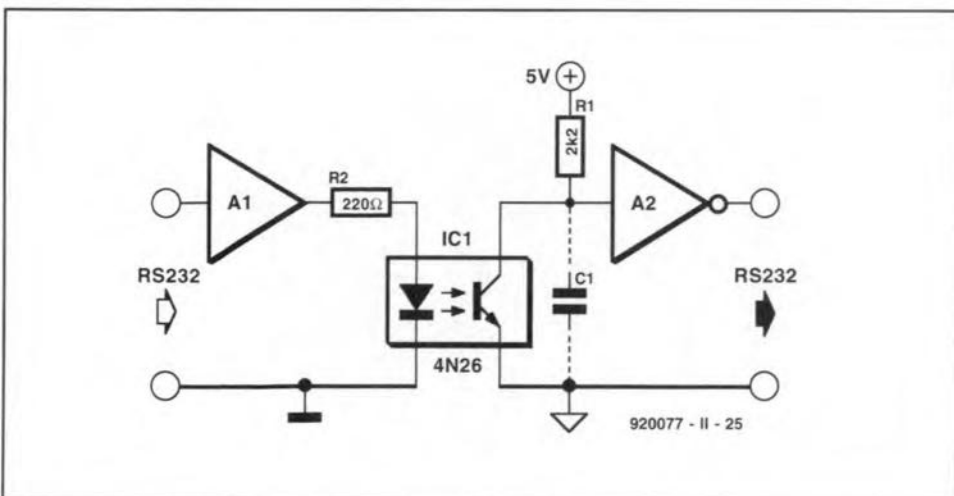 5V
R1
2k2
A1
R2
220Ω
A2
IC1
RS232
C1
RS232
4N26
920077 - II - 25